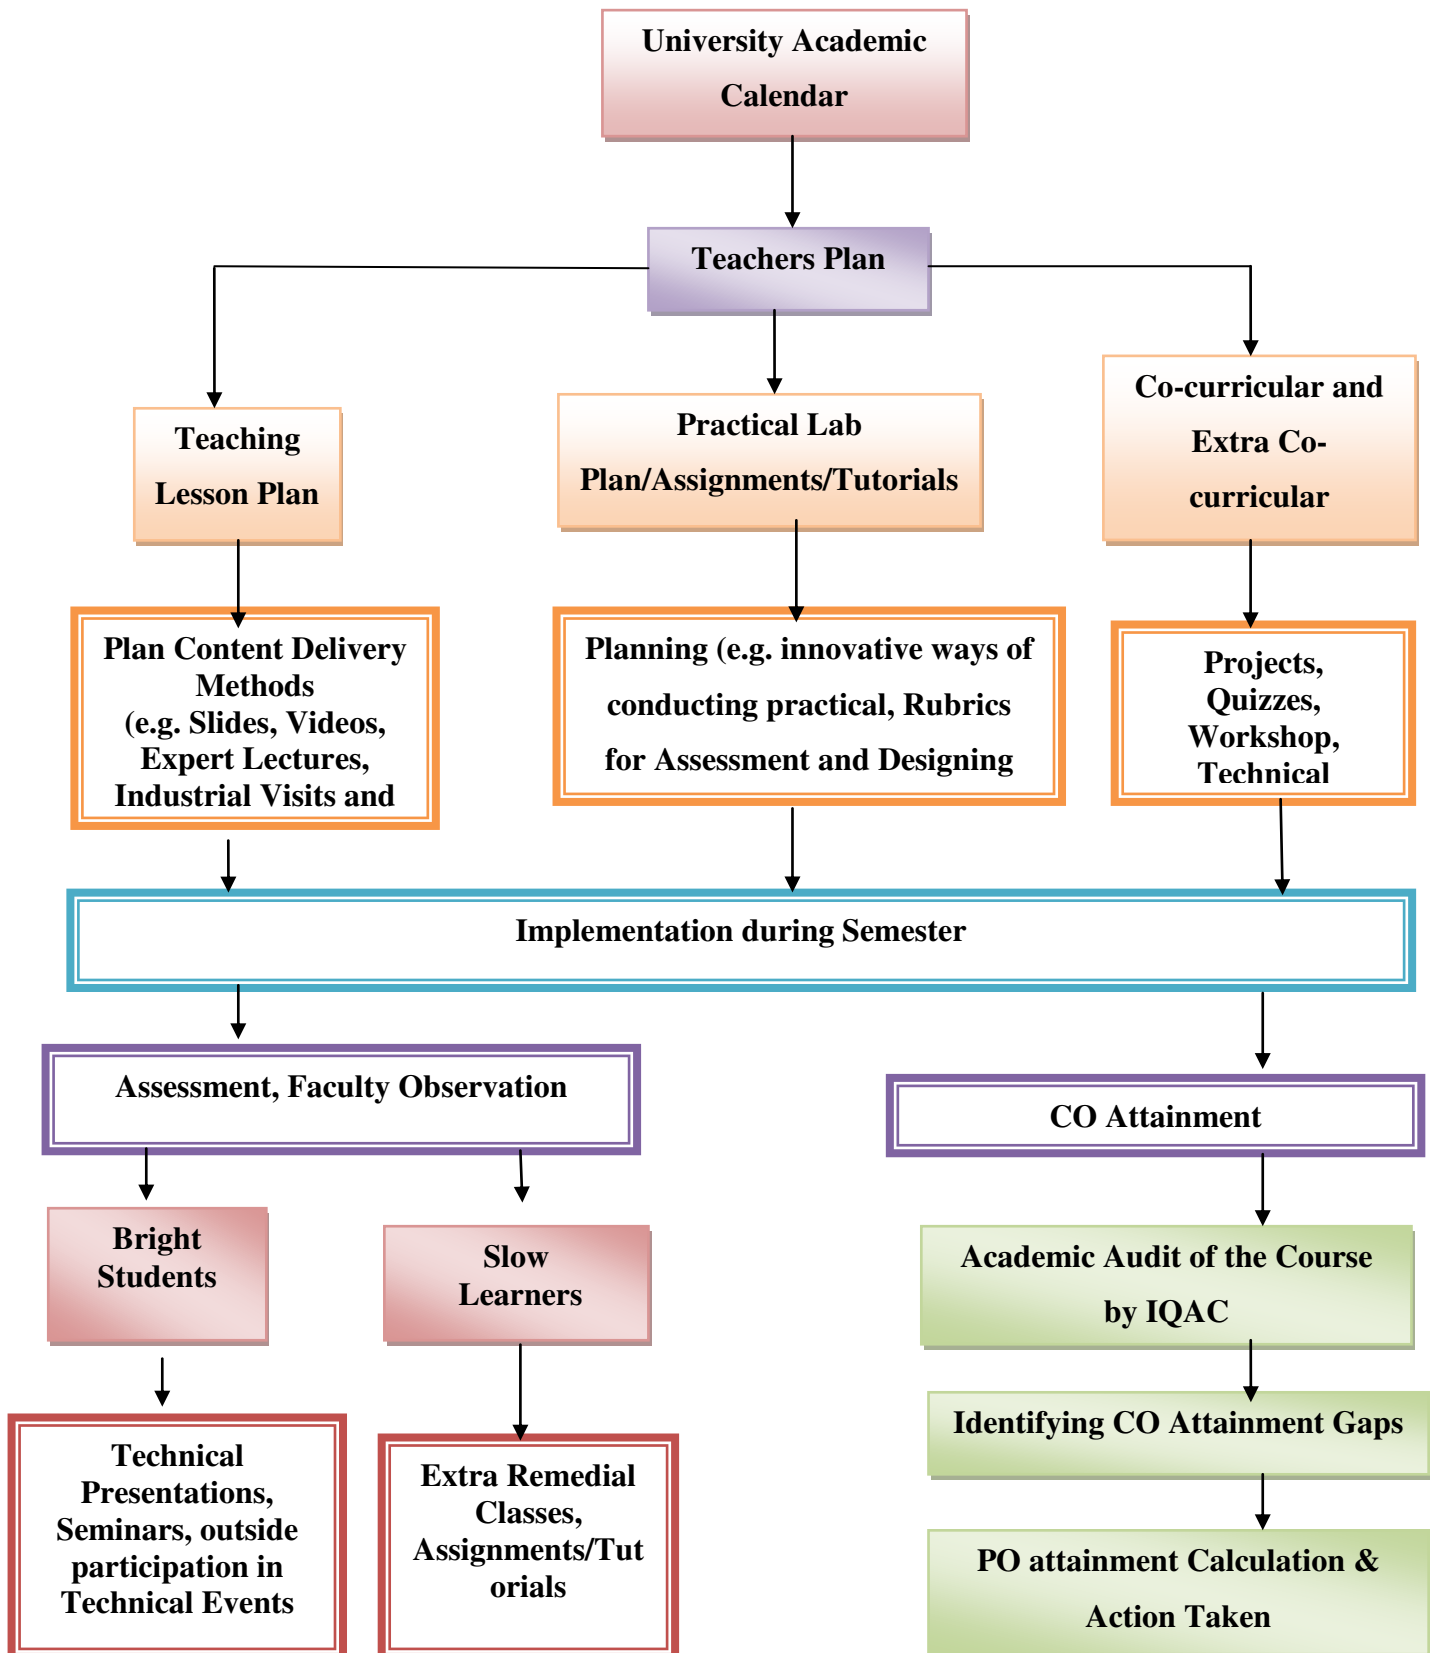 University Academic
Calendar
Teachers Plan
Teaching
Lesson Plan
Practical Lab
Plan/Assignments/Tutorials
Co-curricular and
Extra Co-
curricular
Plan Content Delivery
Methods
(e.g. Slides, Videos,
Expert Lectures,
Industrial Visits and
Planning (e.g. innovative ways of
conducting practical, Rubrics
for Assessment and Designing
Projects,
Quizzes,
Workshop,
Technical
Implementation during Semester
Assessment, Faculty Observation
CO Attainment
Bright
Students
Slow
Learners
Academic Audit of the Course
by IQAC
Identifying CO Attainment Gaps
Technical
Presentations,
Seminars, outside
participation in
Technical Events
Extra Remedial
Classes,
Assignments/Tut
orials
PO attainment Calculation &
Action Taken